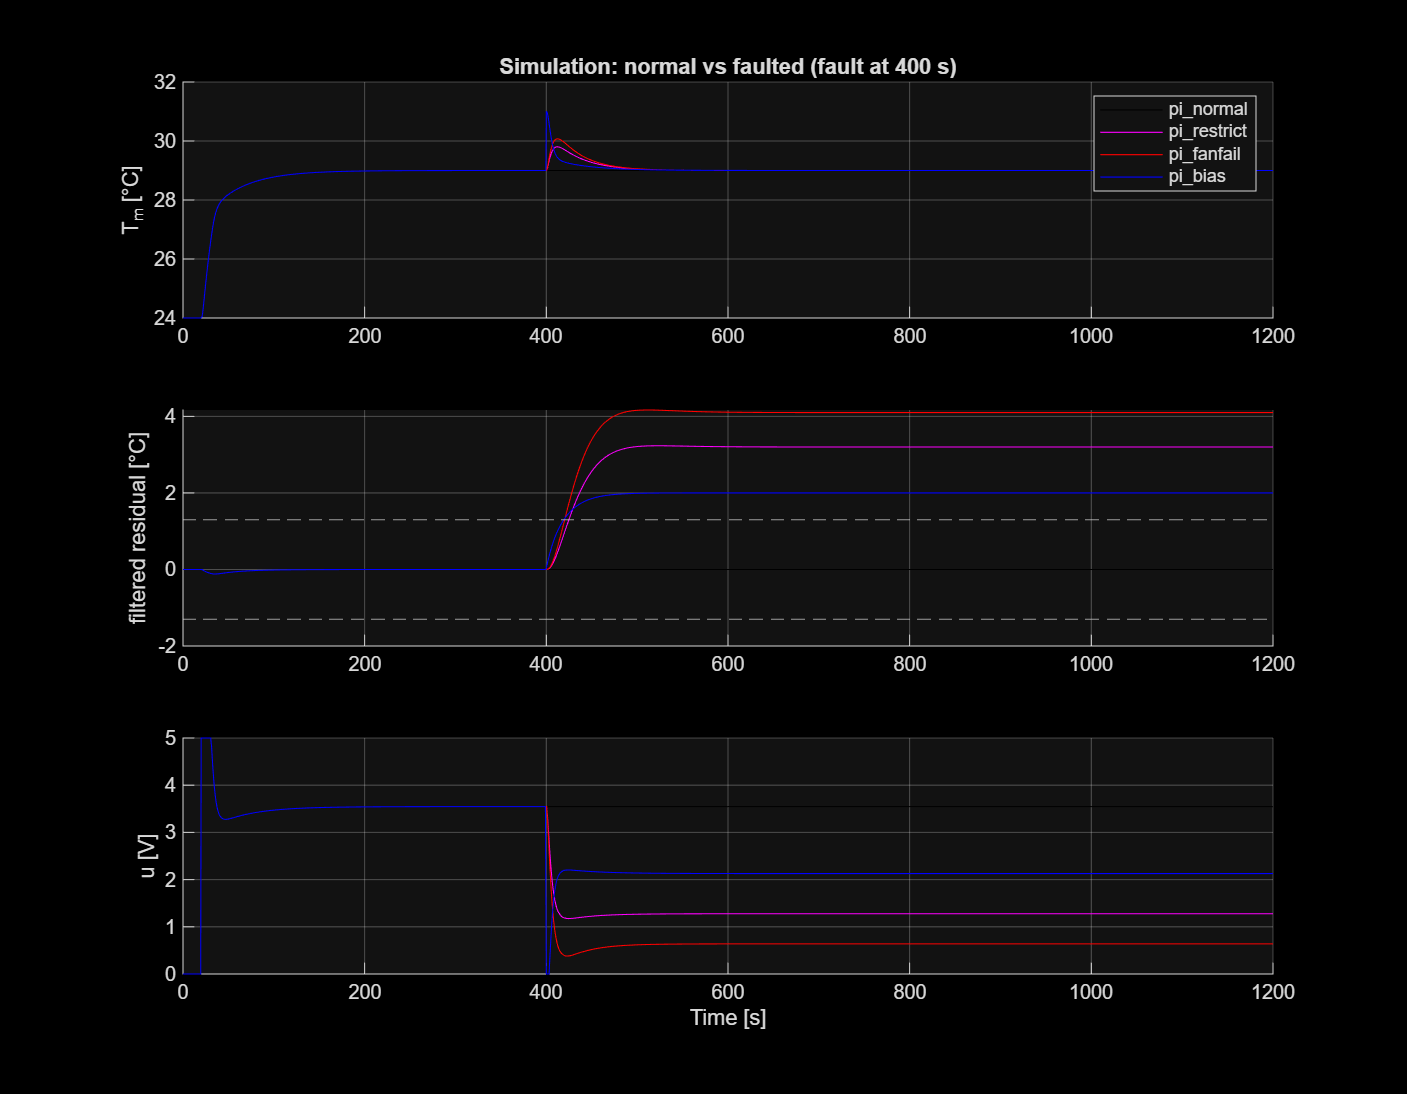 Simulation: normal vs faulted (fault at 400 s)
32
30
28
26
24
T_m [°C]
0 200 400 600 800 1000 1200
pi_normal
pi_restrict
pi_fanfail
pi_bias
4
2
0
-2
filtered residual [°C]
0 200 400 600 800 1000 1200
5
4
3
2
1
0
u [V]
0 200 400 600 800 1000 1200
Time [s]